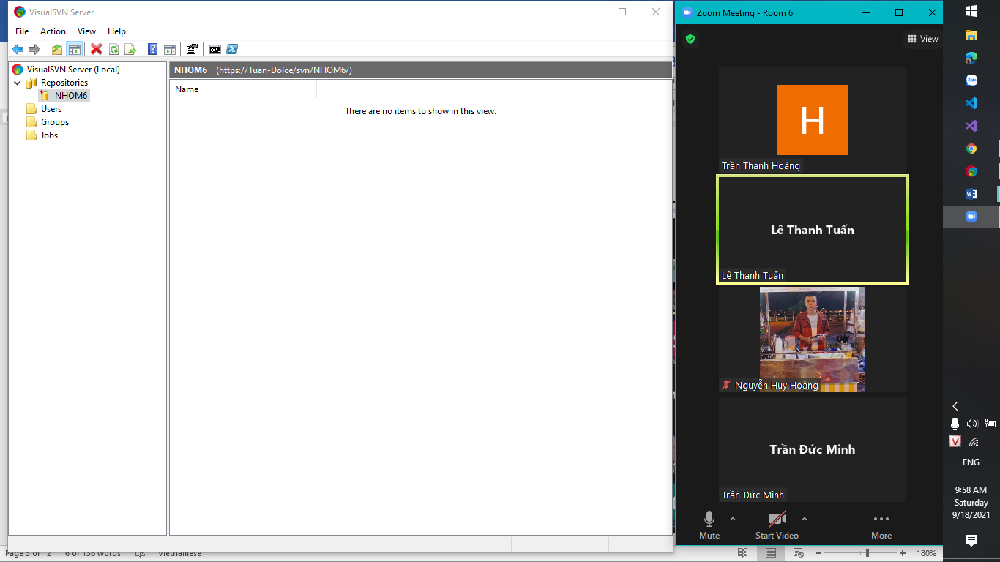 VisualSVN Server
File Action View Help
VisualSVN Server (Local)
Repositories
NHOM6
Users
Groups
Jobs
NHOM6 (https://Tuan-Dolce/svn/NHOM6/)
Name
There are no items to show in this view.
Zoom Meeting - Room 6
View
H
Trần Thanh Hoàng
Lê Thanh Tuấn
Lê Thanh Tuấn
Nguyễn Huy Hoàng
Trần Đức Minh
Trần Đức Minh
Mute
Start Video
More
Zalo
V
ENG
9:58 AM
Saturday
9/18/2021
Page 5 of 12 6 of 156 words Vietnamese
180%